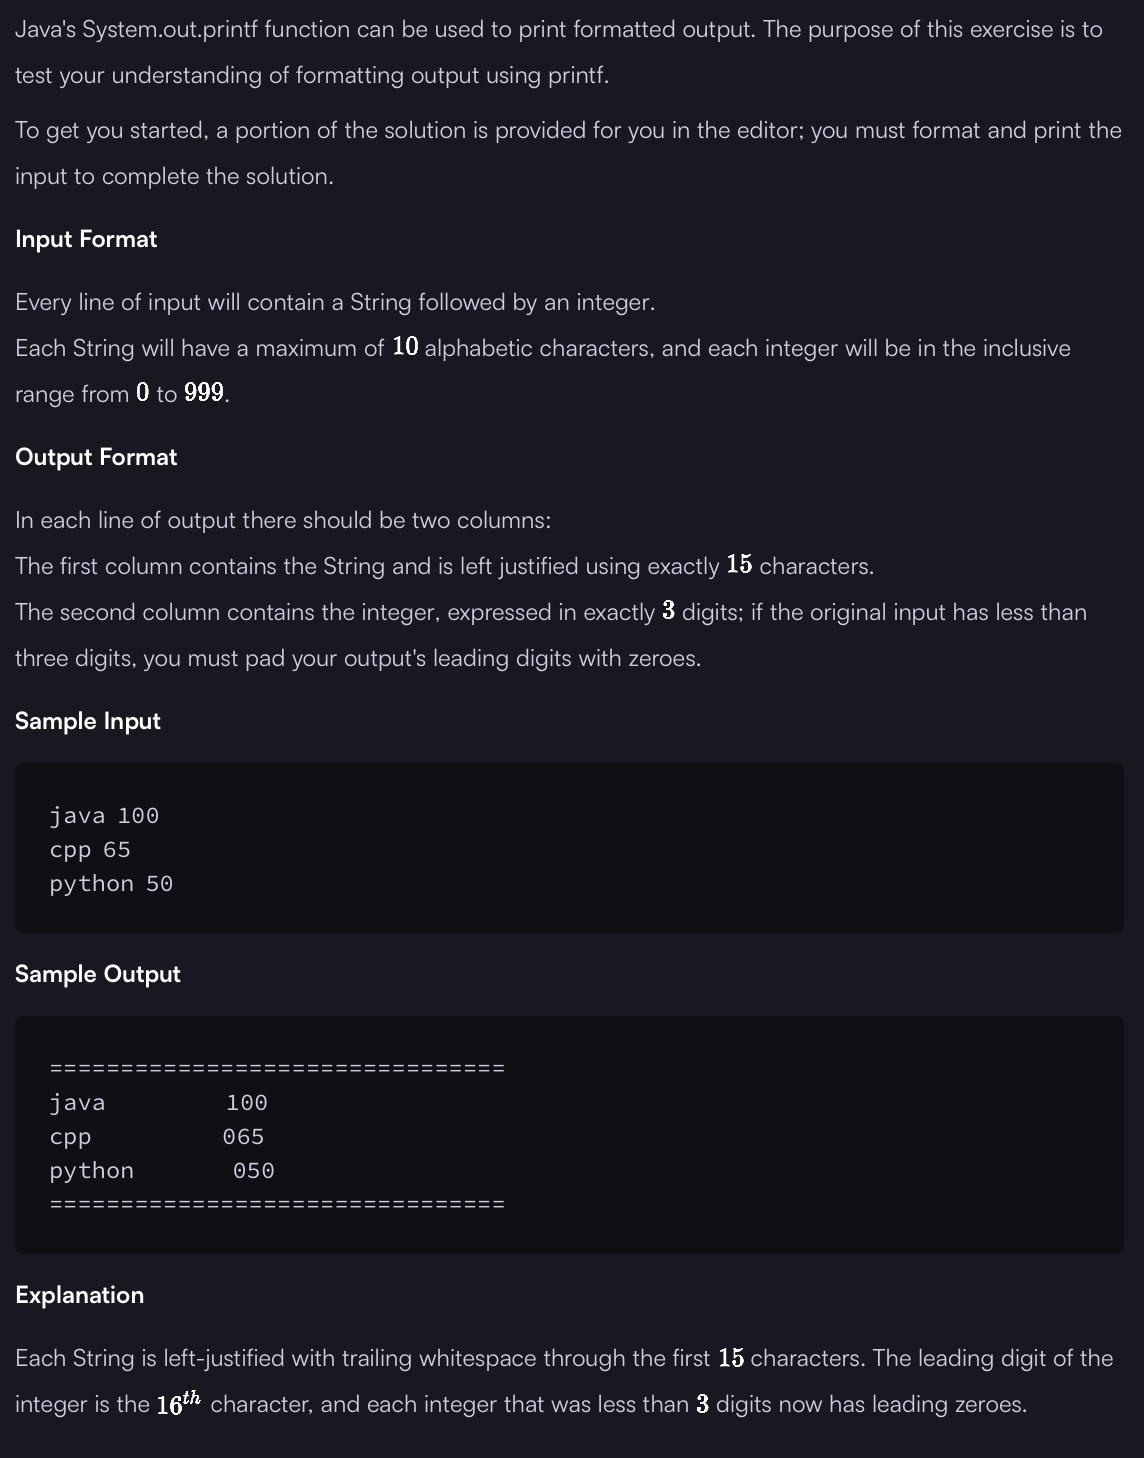 Java's System.out.printf function can be used to print formatted output. The purpose of this exercise is to
test your understanding of formatting output using printf.
To get you started, a portion of the solution is provided for you in the editor; you must format and print the
input to complete the solution.
Input Format
Every line of input will contain a String followed by an integer.
Each String will have a maximum of 10 alphabetic characters, and each integer will be in the inclusive
range from 0 to 999.
Output Format
In each line of output there should be two columns:
The first column contains the String and is left justified using exactly 15 characters.
The second column contains the integer, expressed in exactly 3 digits; if the original input has less than
three digits, you must pad your output's leading digits with zeroes.
Sample Input
java 100
cpp 65
python 50
Sample Output
================================
java           100
cpp            065
python         050
================================
Explanation
Each String is left-justified with trailing whitespace through the first 15 characters. The leading digit of the
integer is the 16th character, and each integer that was less than 3 digits now has leading zeroes.